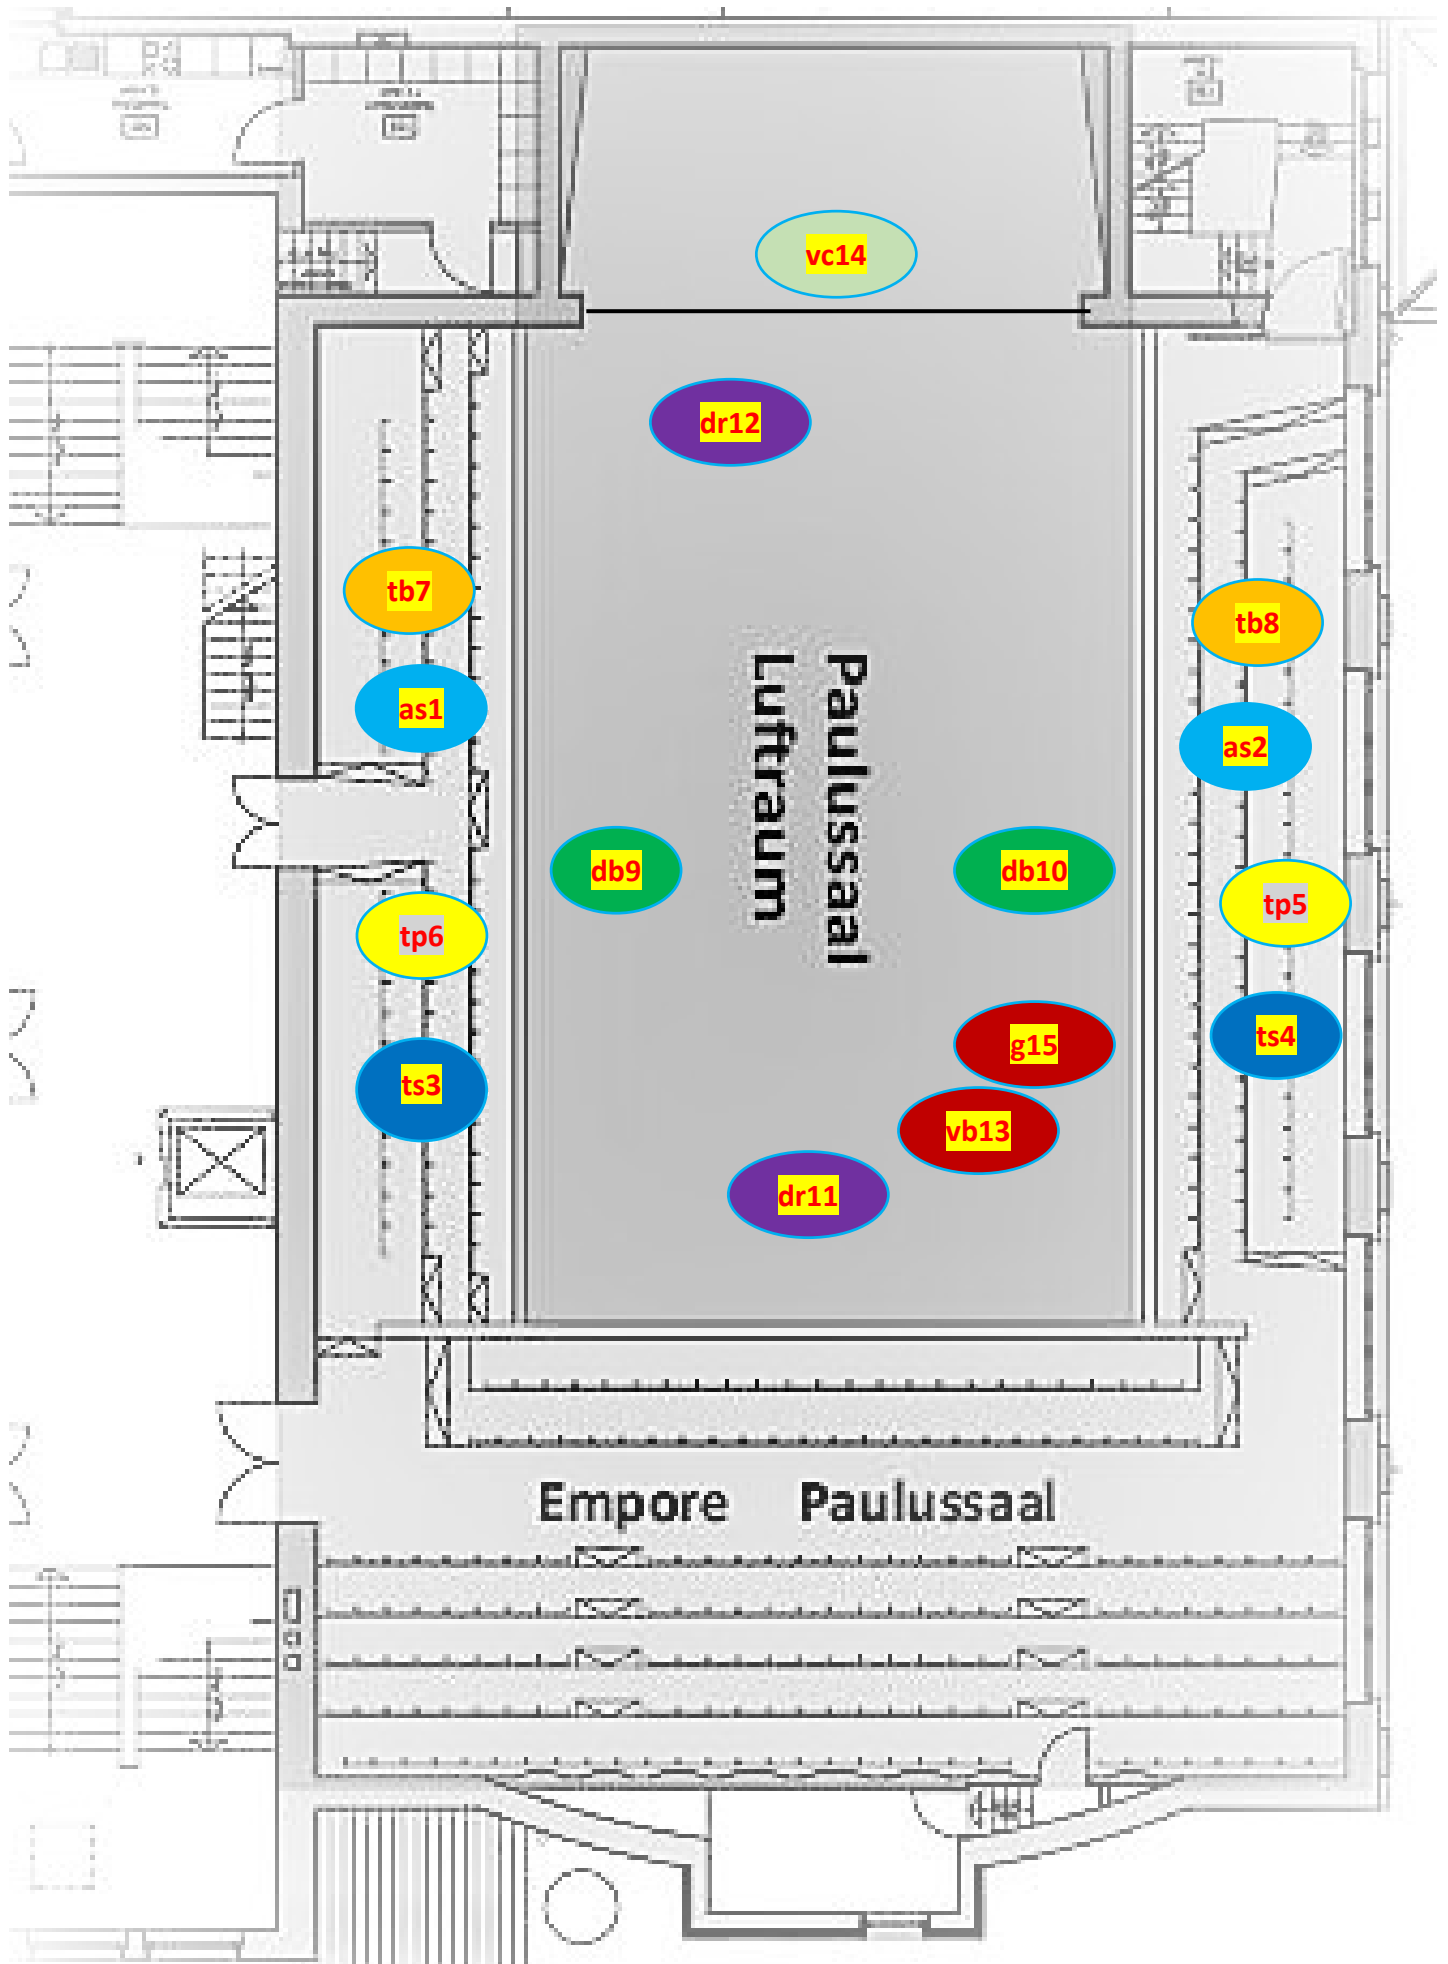 vc14
dr12
tb7
tb8
as1
as2
Paulussaal
Luftraum
db9
db10
tp5
tp6
g15
ts4
ts3
vb13
dr11
Empore Paulussaal